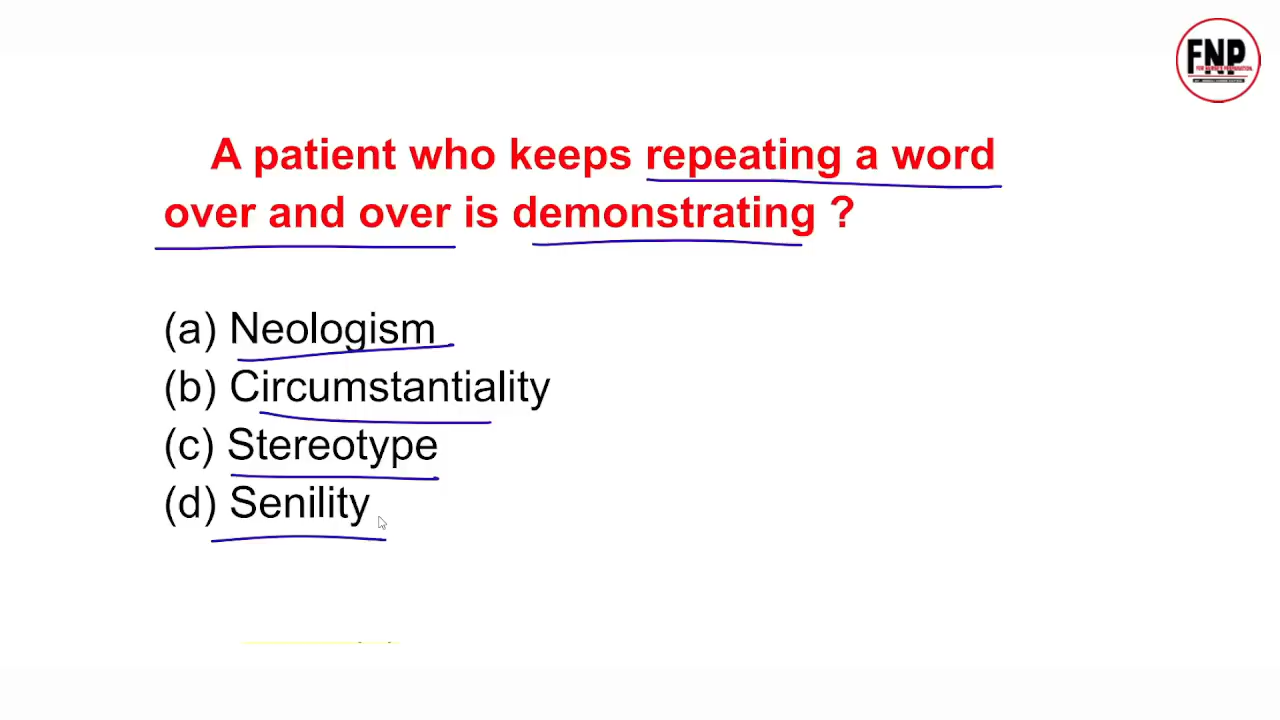 FNP
A patient who keeps repeating a word
over and over is demonstrating ?
(a) Neologism
(b) Circumstantiality
(c) Stereotype
(d) Senility